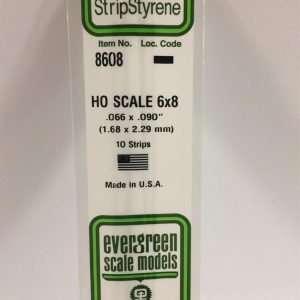 StripStyrene
Item No. Loc. Code
8608
HO SCALE 6x8
.066 x .090"
(1.68 x 2.29 mm)
10 Strips
Made in U.S.A.
evergreen
scale models